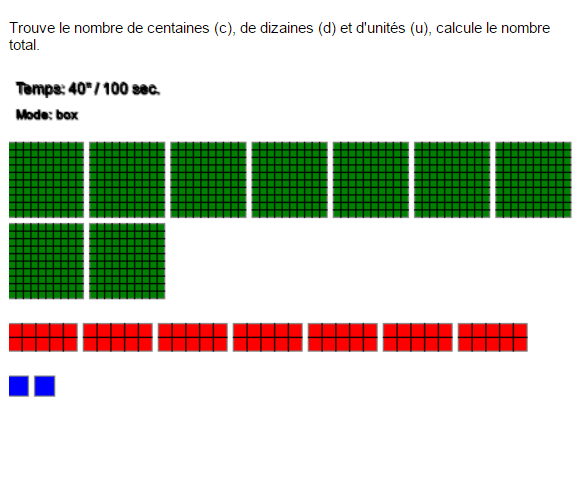 Trouve le nombre de centaines (c), de dizaines (d) et d'unités (u), calcule le nombre
total.
Temps: 40" / 100 sec.
Mode: box